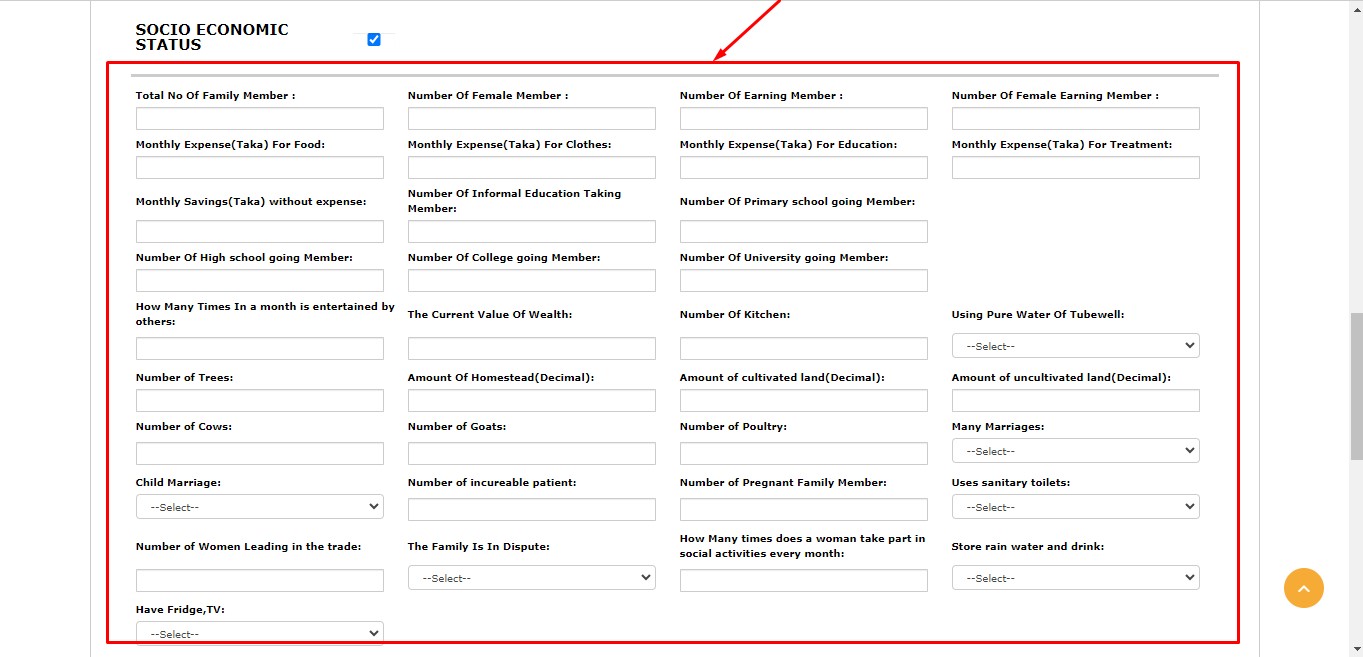 SOCIO ECONOMIC
STATUS
Total No Of Family Member :
Number Of Female Member :
Number Of Earning Member :
Number Of Female Earning Member :
Monthly Expense(Taka) For Food:
Monthly Expense(Taka) For Clothes:
Monthly Expense(Taka) For Education:
Monthly Expense(Taka) For Treatment:
Monthly Savings(Taka) without expense:
Number Of Informal Education Taking
Member:
Number Of Primary school going Member:
Number Of High school going Member:
Number Of College going Member:
Number Of University going Member:
How Many Times In a month is entertained by
others:
The Current Value Of Wealth:
Number Of Kitchen:
Using Pure Water Of Tubewell:
--Select--
Number of Trees:
Amount Of Homestead(Decimal):
Amount of cultivated land(Decimal):
Amount of uncultivated land(Decimal):
Number of Cows:
Number of Goats:
Number of Poultry:
Many Marriages:
--Select--
Child Marriage:
--Select--
Number of incureable patient:
Number of Pregnant Family Member:
Uses sanitary toilets:
--Select--
Number of Women Leading in the trade:
The Family Is In Dispute:
--Select--
How Many times does a woman take part in
social activities every month:
Store rain water and drink:
--Select--
Have Fridge,TV:
--Select--